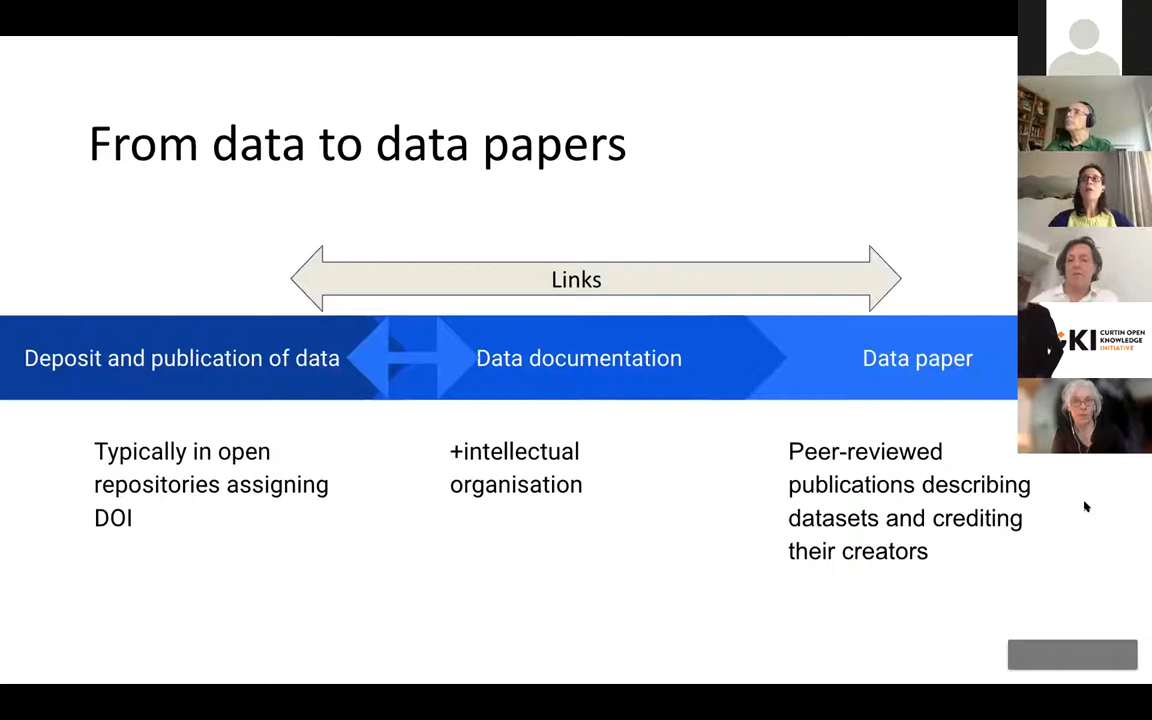 From data to data papers
Links
Deposit and publication of data
Data documentation
Data paper
Typically in open
repositories assigning
DOI
+intellectual
organisation
Peer-reviewed
publications describing
datasets and crediting
their creators
KI
CURTIN OPEN
KNOWLEDGE
INITIATIVE